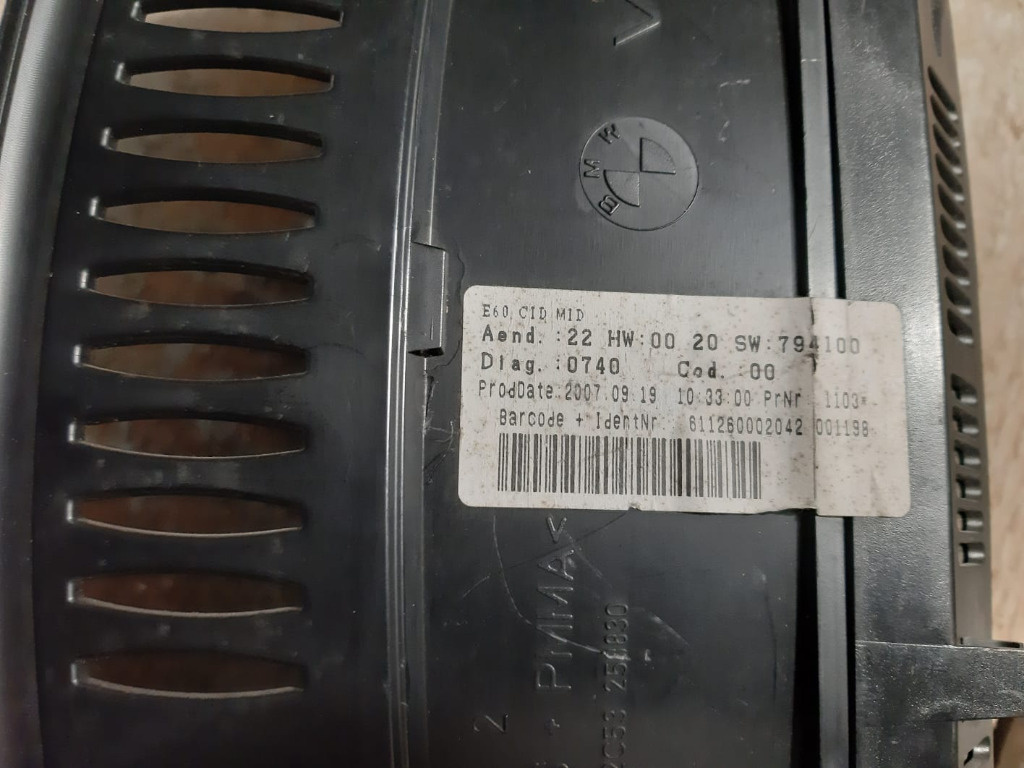 BMW
E60 CID MID
Aend. :22 HW:00 20 SW:794100
Diag. :0740 Cod. :00
ProdDate:2007.09.19 10:33:00 PrNr. 1103*
Barcode + IdentNr. 611260002042 001198
2
+ PMMA<